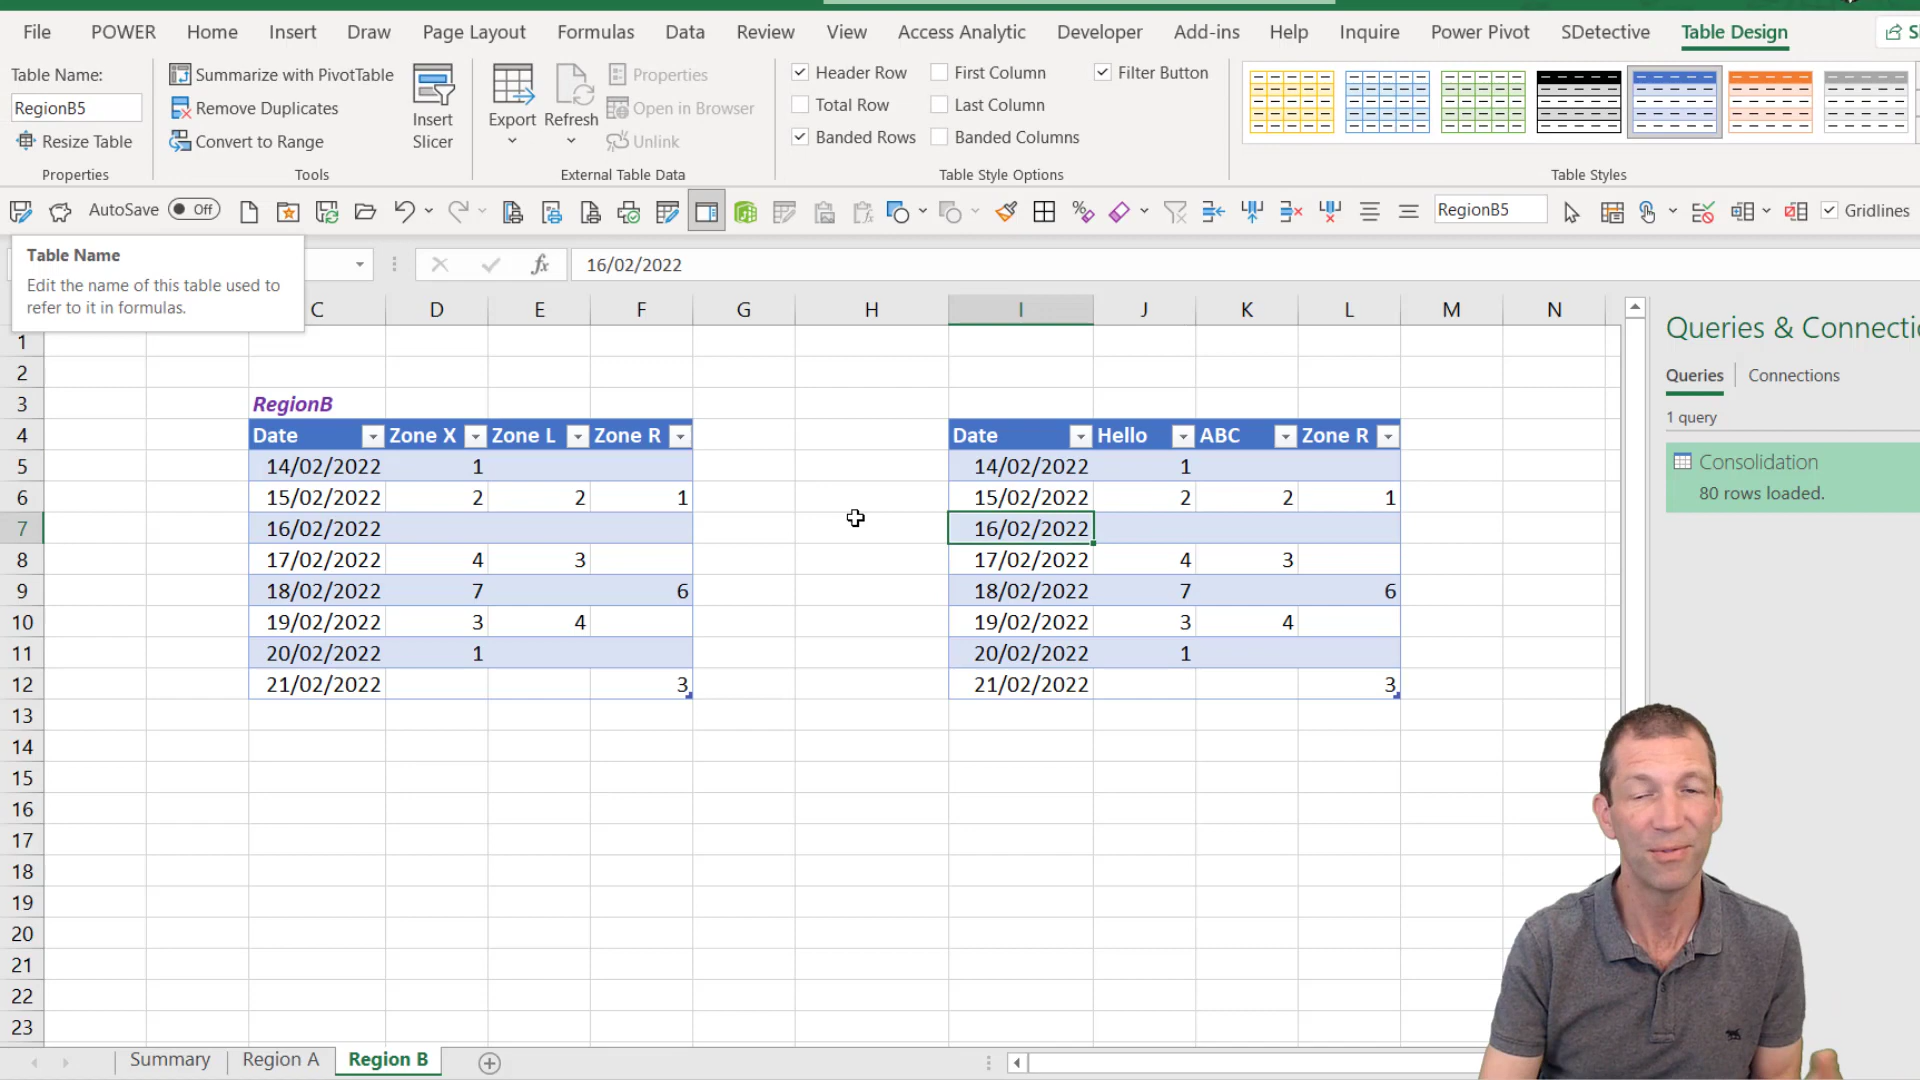 File POWER Home Insert Draw Page Layout Formulas Data Review View Access Analytic Developer Add-ins Help Inquire Power Pivot SDetective Table Design
Table Name:
RegionB5
Resize Table
Properties
Summarize with PivotTable
Remove Duplicates
Convert to Range
Tools
Insert
Slicer
Export
Refresh
Properties
Open in Browser
Unlink
External Table Data
Header Row First Column Filter Button
Total Row Last Column
Banded Rows Banded Columns
Table Style Options
Table Styles
AutoSave Off RegionB5 Gridlines
Table Name
Edit the name of this table used to
refer to it in formulas.
fx 16/02/2022
C D E F G H I J K L M N
1
2
3 RegionB
4 Date Zone X Zone L Zone R Date Hello ABC Zone R
5 14/02/2022 1 14/02/2022 1
6 15/02/2022 2 2 1 15/02/2022 2 2 1
7 16/02/2022 16/02/2022
8 17/02/2022 4 3 17/02/2022 4 3
9 18/02/2022 7 6 18/02/2022 7 6
10 19/02/2022 3 4 19/02/2022 3 4
11 20/02/2022 1 20/02/2022 1
12 21/02/2022 3 21/02/2022 3
13
14
15
16
17
18
19
20
21
22
23
Queries & Connecti
Queries Connections
1 query
Consolidation
80 rows loaded.
Summary Region A Region B